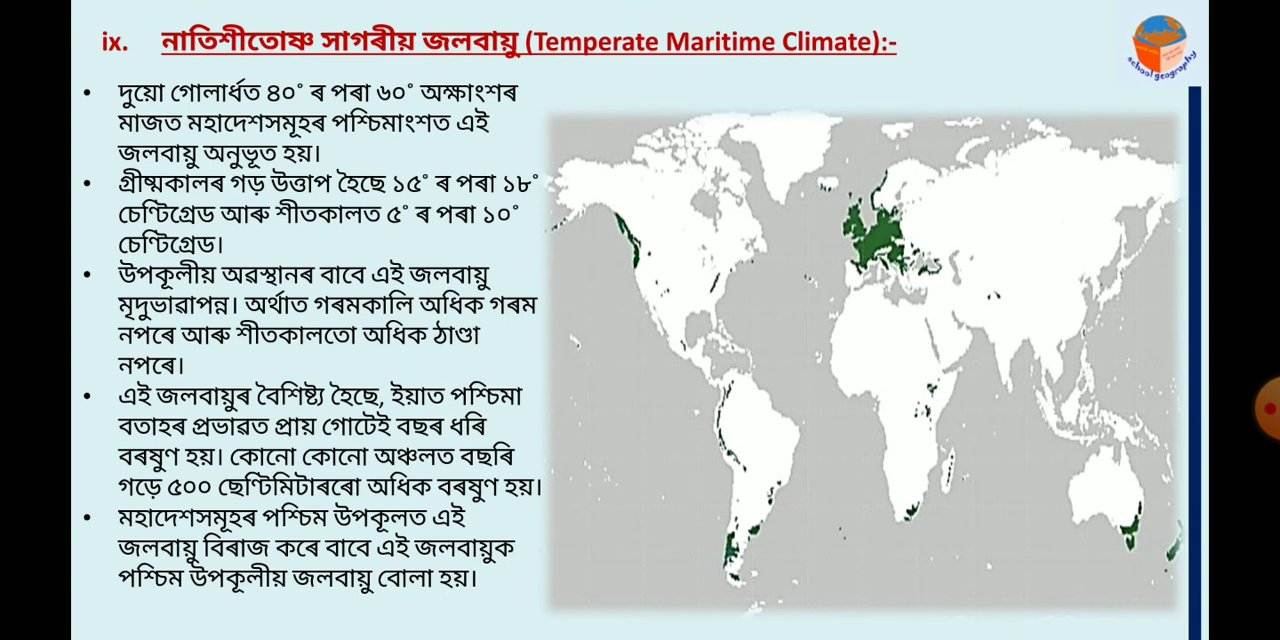 ix. নাতিশীতোষ্ণ সাগৰীয় জলবায়ু (Temperate Maritime Climate):-
• দুয়ো গোলাৰ্ধত ৪০° ৰ পৰা ৬০° অক্ষাংশৰ
মাজত মহাদেশসমূহৰ পশ্চিমাংশত এই
জলবায়ু অনুভূত হয়।
• গ্ৰীষ্মকালৰ গড় উত্তাপ হৈছে ১৫° ৰ পৰা ১৮°
চেণ্টিগ্ৰেড আৰু শীতকালত ৫° ৰ পৰা ১০°
চেণ্টিগ্ৰেড।
• উপকূলীয় অৱস্থানৰ বাবে এই জলবায়ু
মৃদুভাৱাপন্ন। অৰ্থাত গৰমকালি অধিক গৰম
নপৰে আৰু শীতকালতো অধিক ঠাণ্ডা
নপৰে।
• এই জলবায়ুৰ বৈশিষ্ট্য হৈছে, ইয়াত পশ্চিমা
বতাহৰ প্ৰভাৱত প্ৰায় গোটেই বছৰ ধৰি
বৰষুণ হয়। কোনো কোনো অঞ্চলত বছৰি
গড়ে ৫০০ ছেণ্টিমিটাৰৰো অধিক বৰষুণ হয়।
• মহাদেশসমূহৰ পশ্চিম উপকূলত এই
জলবায়ু বিৰাজ কৰে বাবে এই জলবায়ুক
পশ্চিম উপকূলীয় জলবায়ু বোলা হয়।
school geography